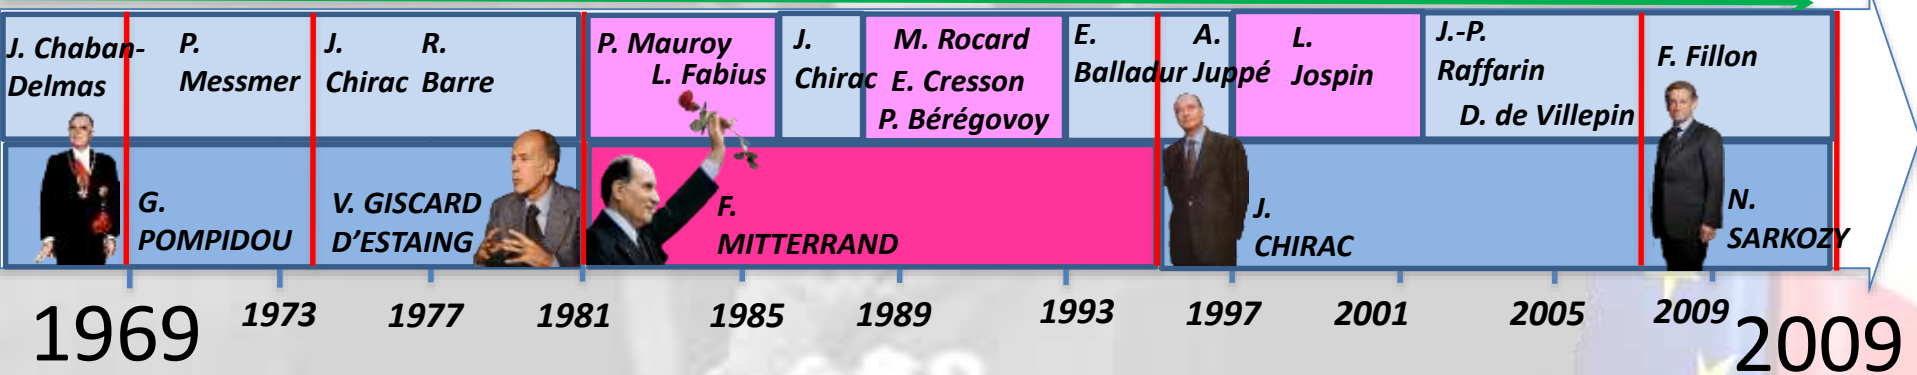 J. Chaban-
Delmas
P.
Messmer
J.
Chirac
R.
Barre
P. Mauroy
L. Fabius
J.
Chirac
M. Rocard
E. Cresson
P. Bérégovoy
E.
Balladur
A.
Juppé
L.
Jospin
J.-P.
Raffarin
D. de Villepin
F. Fillon
G.
POMPIDOU
V. GISCARD
D’ESTAING
F.
MITTERRAND
J.
CHIRAC
N.
SARKOZY
1969
1973
1977
1981
1985
1989
1993
1997
2001
2005
2009
2009